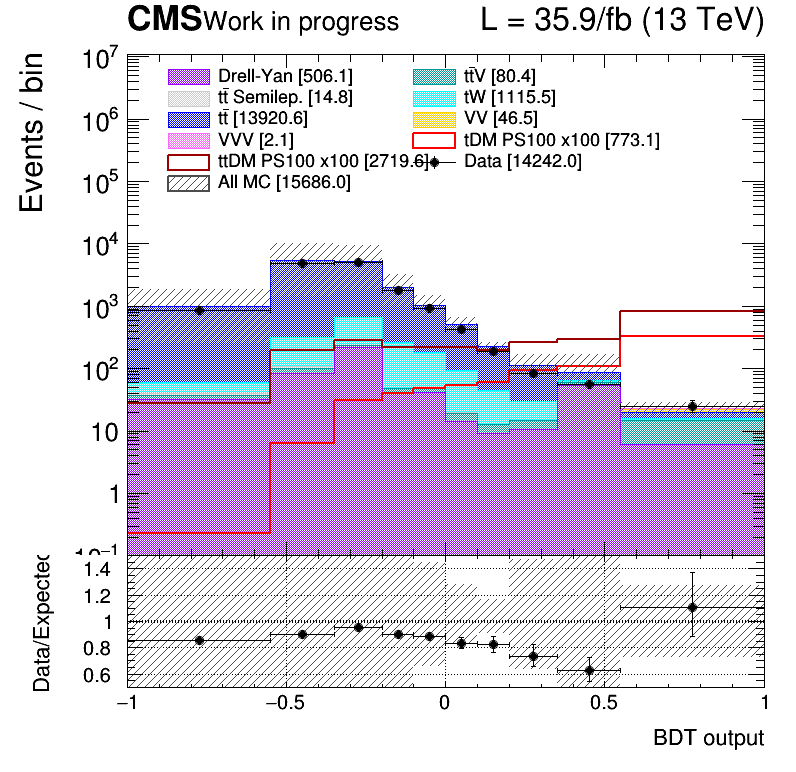 CMS Work in progress L = 35.9/fb (13 TeV)
Events / bin
10⁷
10⁶
10⁵
10⁴
10³
10²
10
1
10⁻¹
Drell-Yan [506.1] tt̄V [80.4]
tt̄ Semilep. [14.8] tW [1115.5]
tt̄ [13920.6] VV [46.5]
VVV [2.1] tDM PS100 x100 [773.1]
ttDM PS100 x100 [2719.6] Data [14242.0]
All MC [15686.0]
Data/Expected
1.4
1.2
1
0.8
0.6
−1 −0.5 0 0.5 1
BDT output